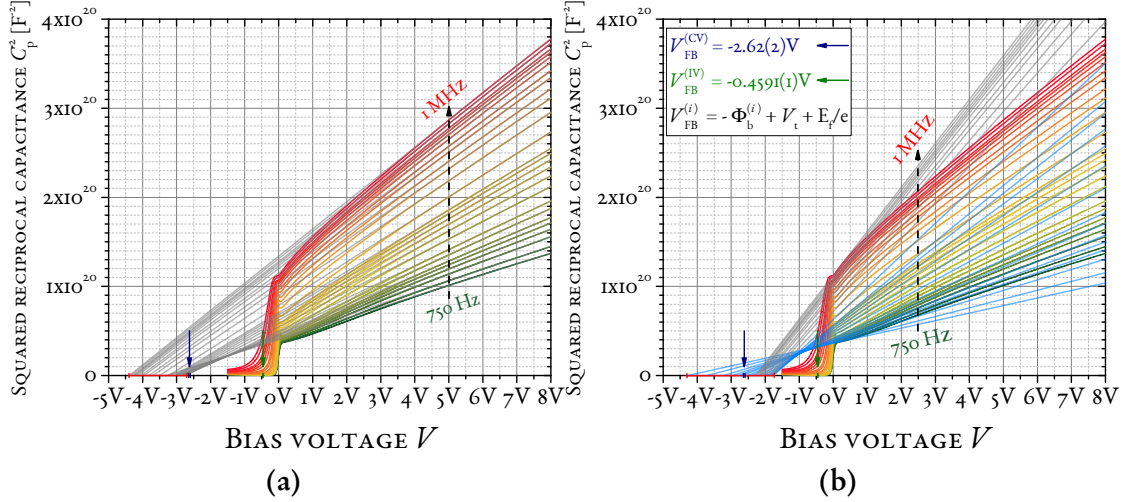 SQUARED RECIPROCAL CAPACITANCE C_p^-2 [F^-2]
4X10^20
3X10^20
2X10^20
1X10^20
0
-5V -4V -3V -2V -1V 0V 1V 2V 3V 4V 5V 6V 7V 8V
1 MHz
750 Hz
BIAS VOLTAGE V
(a)
SQUARED RECIPROCAL CAPACITANCE C_p^-2 [F^-2]
4X10^20
3X10^20
2X10^20
1X10^20
0
-5V -4V -3V -2V -1V 0V 1V 2V 3V 4V 5V 6V 7V 8V
V_FB^(CV) = -2.62(2)V
V_FB^(IV) = -0.4591(1)V
V_FB^(i) = - Φ_b^(i) + V_t + E_f/e
1 MHz
750 Hz
BIAS VOLTAGE V
(b)